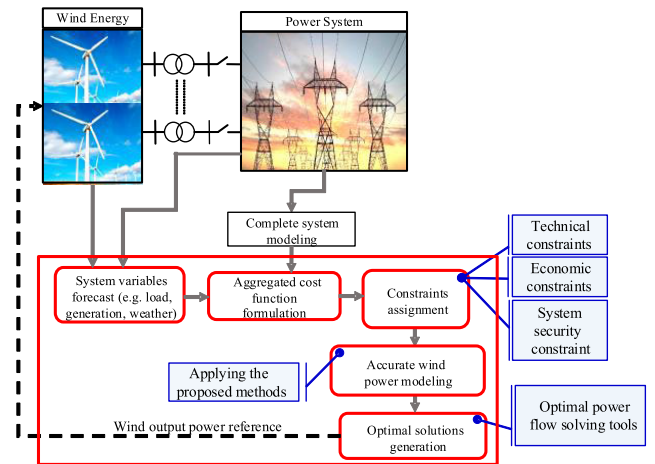 Wind Energy
Power System
Complete system
modeling
Technical
constraints
Economic
constraints
System
security
constraint
System variables
forecast (e.g. load,
generation, weather)
Aggregated cost
function
formulation
Constraints
assignment
Applying the
proposed methods
Accurate wind
power modeling
Wind output power reference
Optimal solutions
generation
Optimal power
flow solving tools